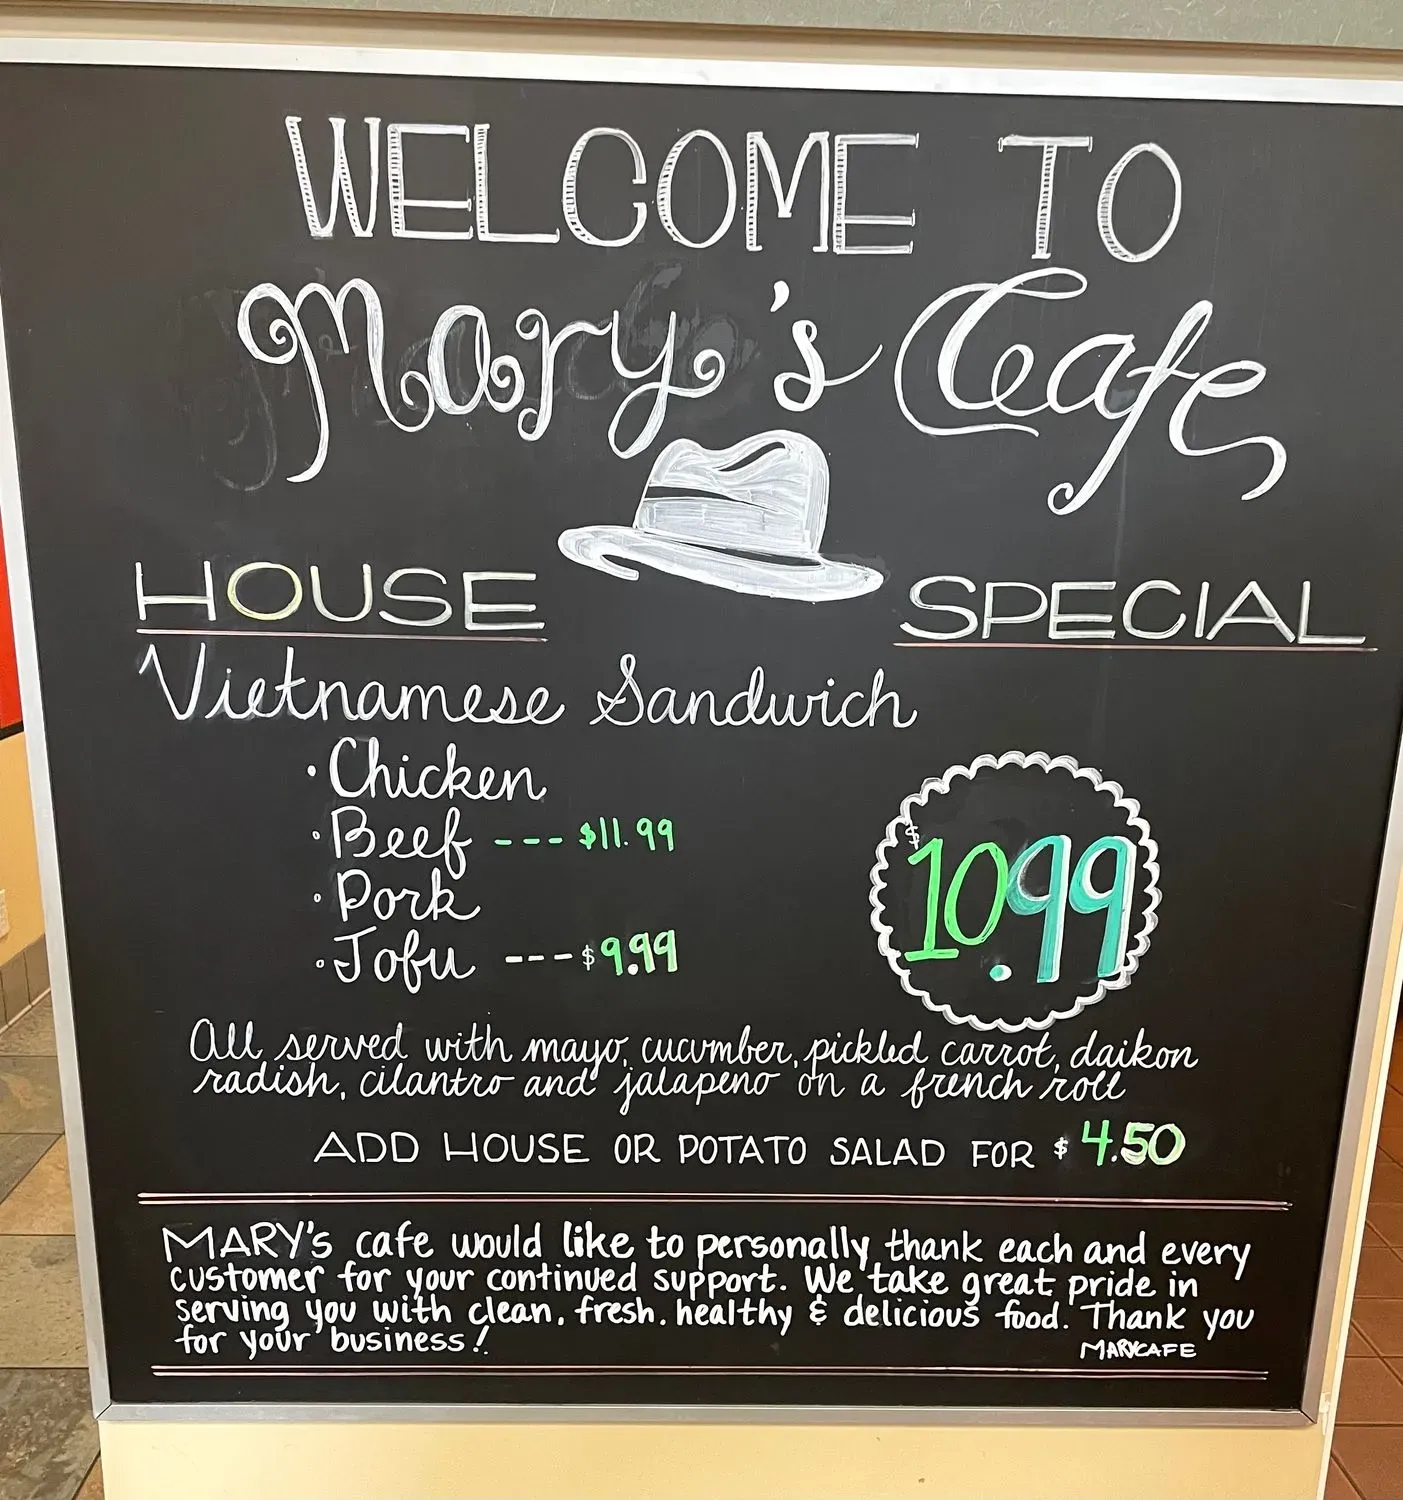 WELCOME TO
Mary's Cafe
HOUSE SPECIAL
Vietnamese Sandwich
· Chicken
· Beef --- $11.99
· Pork
· Tofu --- $9.99
$10.99
All served with mayo, cucumber, pickled carrot, daikon
radish, cilantro and jalapeno on a french roll
ADD HOUSE OR POTATO SALAD FOR $4.50
MARY's cafe would like to personally thank each and every
customer for your continued support. We take great pride in
serving you with clean, fresh, healthy & delicious food. Thank you
for your business!
MARYCAFE